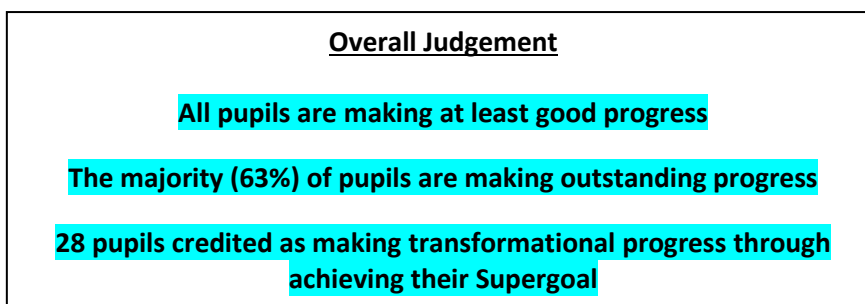 Overall Judgement
All pupils are making at least good progress
The majority (63%) of pupils are making outstanding progress
28 pupils credited as making transformational progress through
achieving their Supergoal